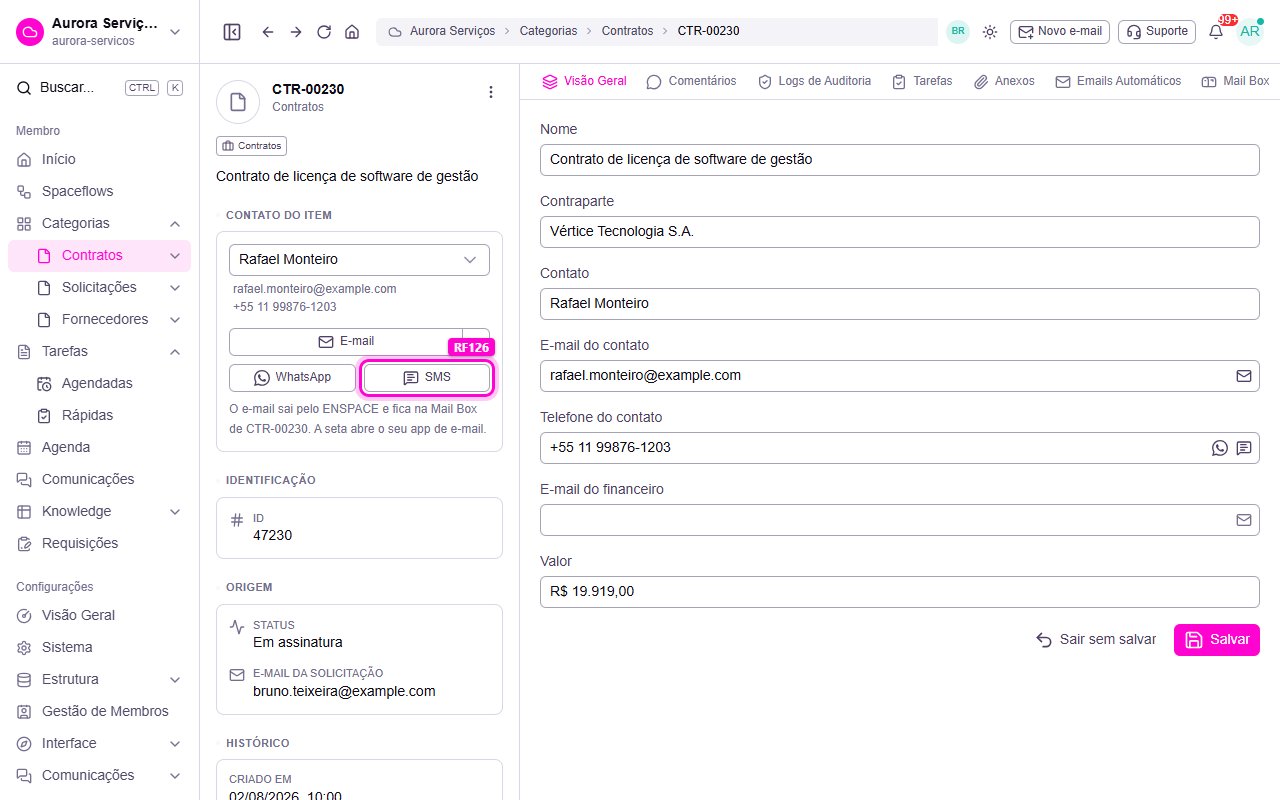 Aurora Serviç...
aurora-servicos
Aurora Serviços
Categorias
Contratos
CTR-00230
BR
Novo e-mail
Suporte
99+
AR
Buscar...
CTRL
K
Membro
Início
Spaceflows
Categorias
Contratos
Solicitações
Fornecedores
Tarefas
Agendadas
Rápidas
Agenda
Comunicações
Knowledge
Requisições
Configurações
Visão Geral
Sistema
Estrutura
Gestão de Membros
Interface
Comunicações
CTR-00230
Contratos
Contratos
Contrato de licença de software de gestão
CONTATO DO ITEM
Rafael Monteiro
rafael.monteiro@example.com
+55 11 99876-1203
E-mail
RF126
WhatsApp
SMS
O e-mail sai pelo ENSPACE e fica na Mail Box
de CTR-00230. A seta abre o seu app de e-mail.
IDENTIFICAÇÃO
ID
47230
ORIGEM
STATUS
Em assinatura
E-MAIL DA SOLICITAÇÃO
bruno.teixeira@example.com
HISTÓRICO
CRIADO EM
02/08/2026, 10:00
Visão Geral
Comentários
Logs de Auditoria
Tarefas
Anexos
Emails Automáticos
Mail Box
Nome
Contrato de licença de software de gestão
Contraparte
Vértice Tecnologia S.A.
Contato
Rafael Monteiro
E-mail do contato
rafael.monteiro@example.com
Telefone do contato
+55 11 99876-1203
E-mail do financeiro
Valor
R$ 19.919,00
Sair sem salvar
Salvar